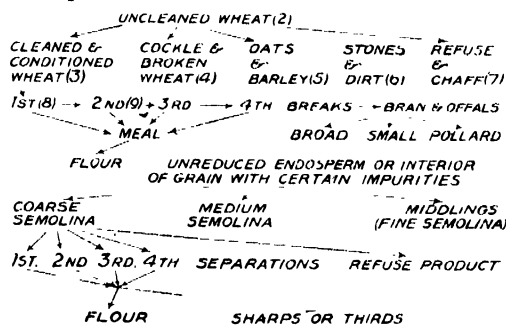 UNCLEANED WHEAT(2)
CLEANED & COCKLE & OATS STONES REFUSE
CONDITIONED BROKEN & & &
WHEAT(3) WHEAT(4) BARLEY(5) DIRT(6) CHAFF(7)
1ST(8) 2ND(9) 3RD 4TH BREAKS BRAN & OFFALS
MEAL BROAD SMALL POLLARD
FLOUR UNREDUCED ENDOSPERM OR INTERIOR
OF GRAIN WITH CERTAIN IMPURITIES
COARSE MEDIUM MIDDLINGS
SEMOLINA SEMOLINA (FINE SEMOLINA)
1ST. 2ND 3RD. 4TH SEPARATIONS REFUSE PRODUCT
FLOUR SHARPS OR THIRDS